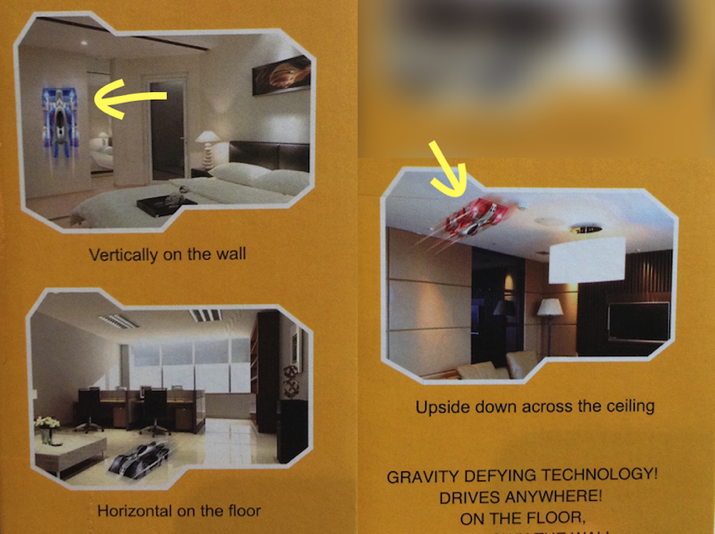 Vertically on the wall
Horizontal on the floor
Upside down across the ceiling
GRAVITY DEFYING TECHNOLOGY!
DRIVES ANYWHERE!
ON THE FLOOR,